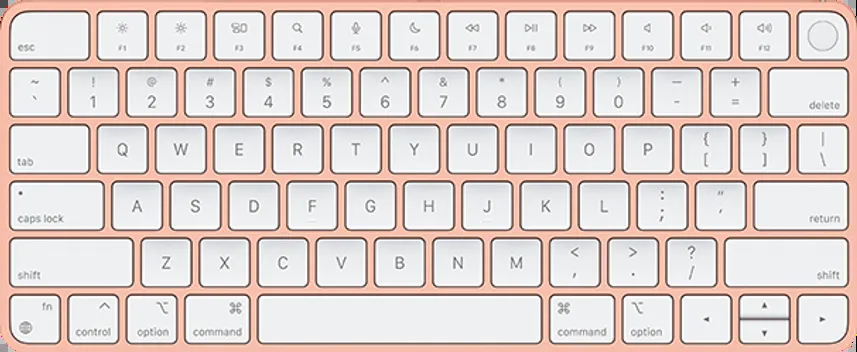 esc F1 F2 F3 F4 F5 F6 F7 F8 F9 F10 F11 F12
~ ! @ # $ % ^ & * ( ) — +
` 1 2 3 4 5 6 7 8 9 0 - = delete
tab Q W E R T Y U I O P { [ } ] | \
caps lock A S D F G H J K L : ; " ' return
shift Z X C V B N M < , > . ? / shift
fn control option command command option